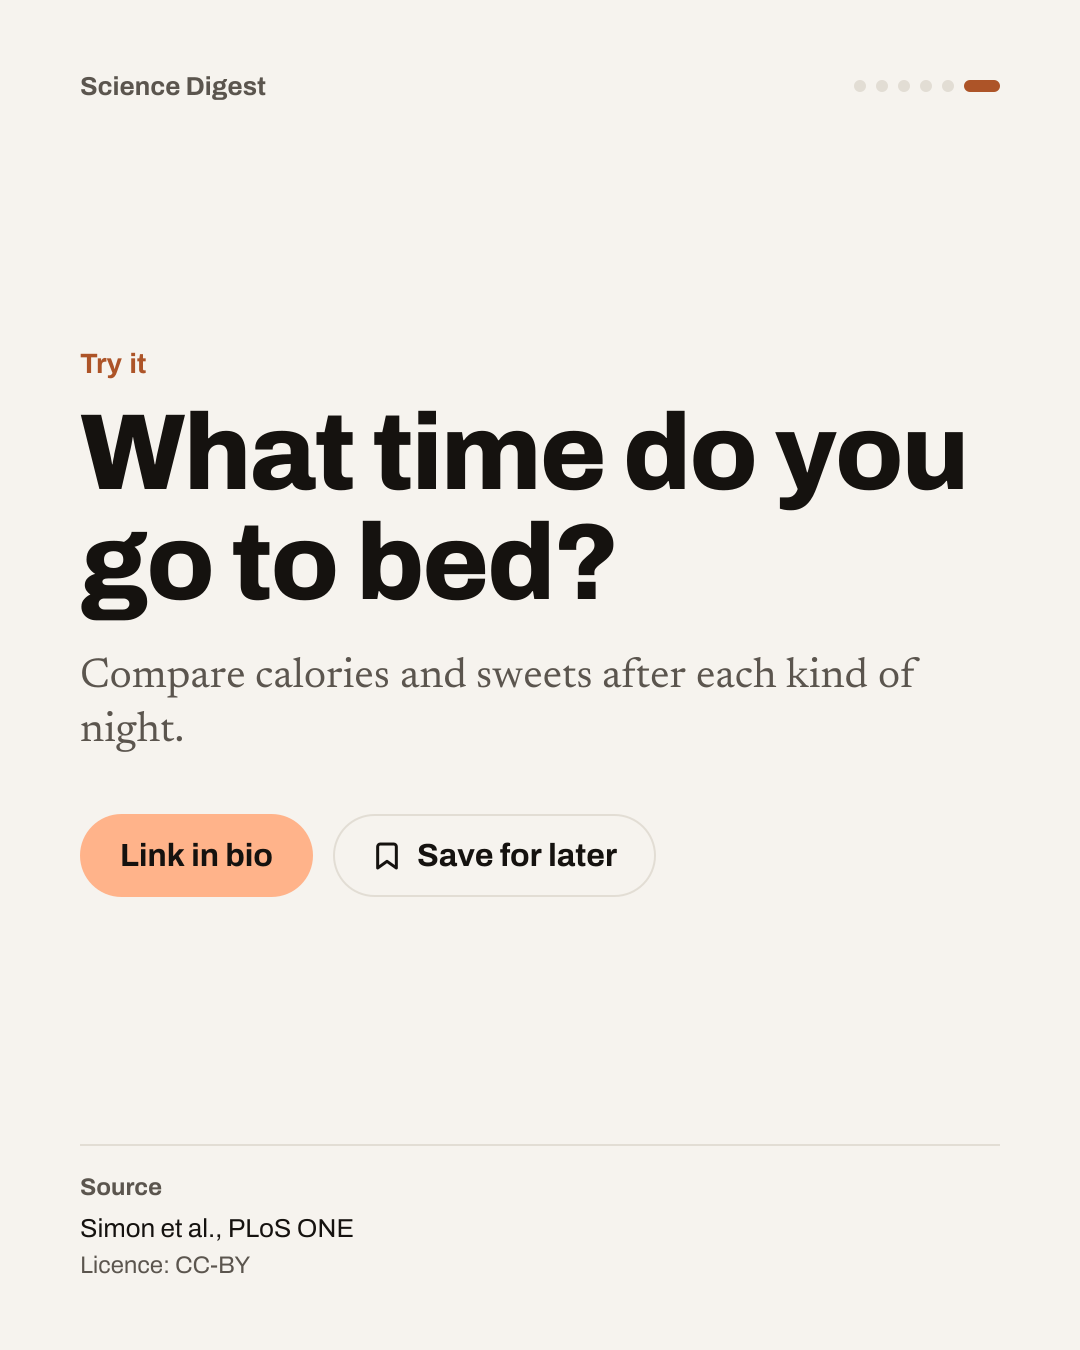 Science Digest
Try it
What time do you
go to bed?
Compare calories and sweets after each kind of
night.
Link in bio
Save for later
Source
Simon et al., PLoS ONE
Licence: CC-BY